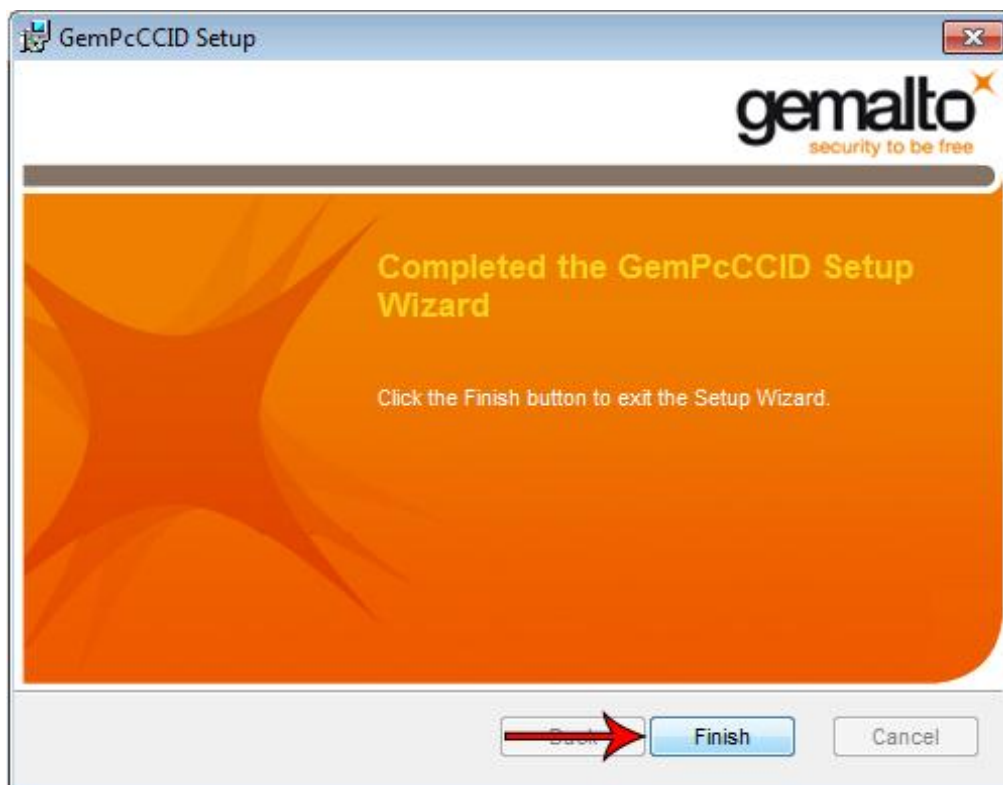 GemPcCCID Setup
gemalto
security to be free
Completed the GemPcCCID Setup
Wizard
Click the Finish button to exit the Setup Wizard.
Back
Finish
Cancel